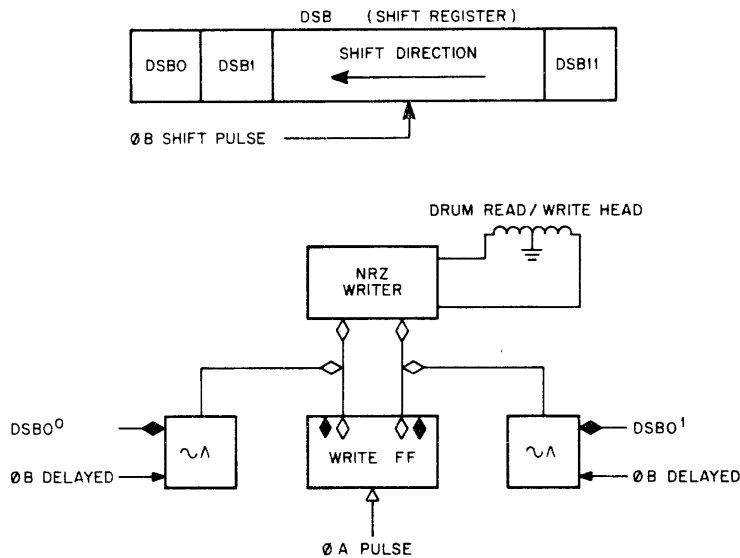 DSB (SHIFT REGISTER)
DSB0 DSB1 SHIFT DIRECTION DSB11
ØB SHIFT PULSE
DRUM READ/WRITE HEAD
NRZ
WRITER
DSB0⁰ DSB0¹
∿Λ WRITE FF ∿Λ
ØB DELAYED ØB DELAYED
ØA PULSE